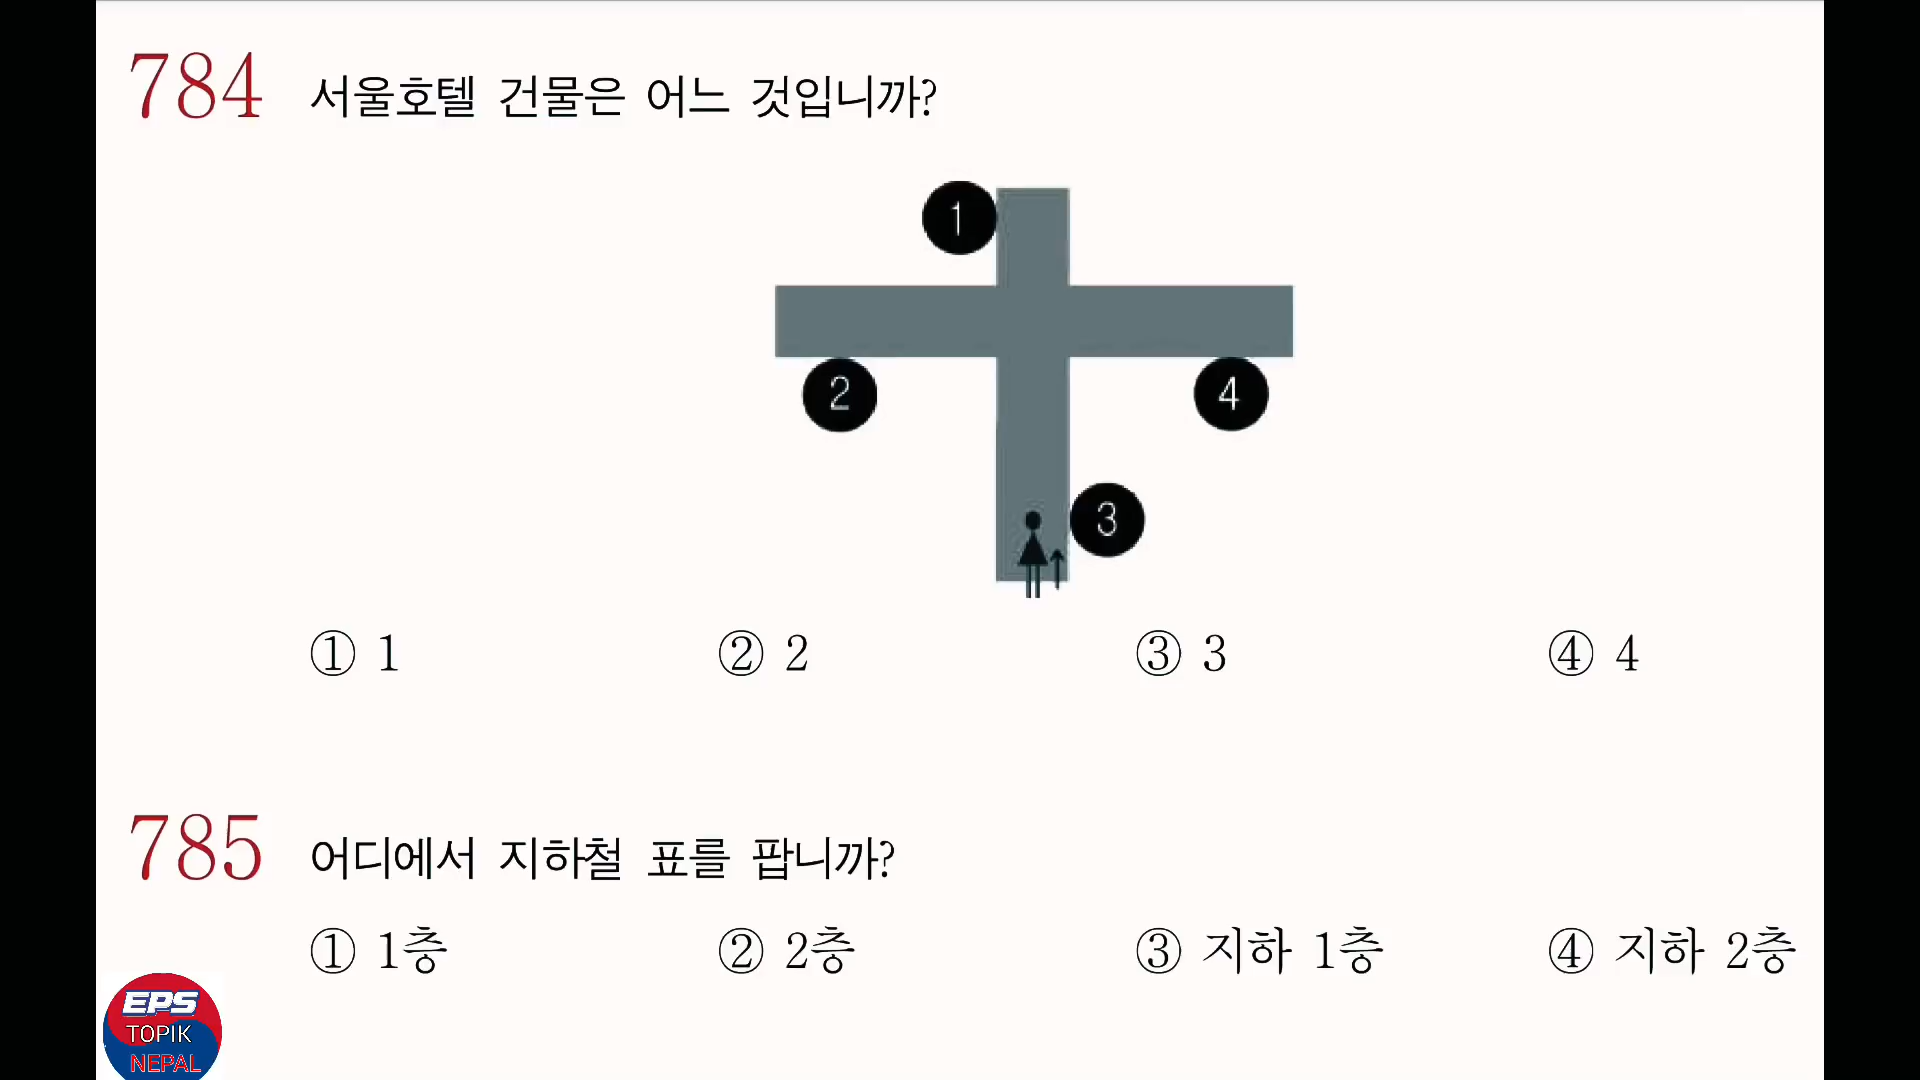 784 서울호텔 건물은 어느 것입니까?
1
2
4
3
① 1 ② 2 ③ 3 ④ 4
785 어디에서 지하철 표를 팝니까?
① 1층 ② 2층 ③ 지하 1층 ④ 지하 2층
EPS
TOPIK
NEPAL